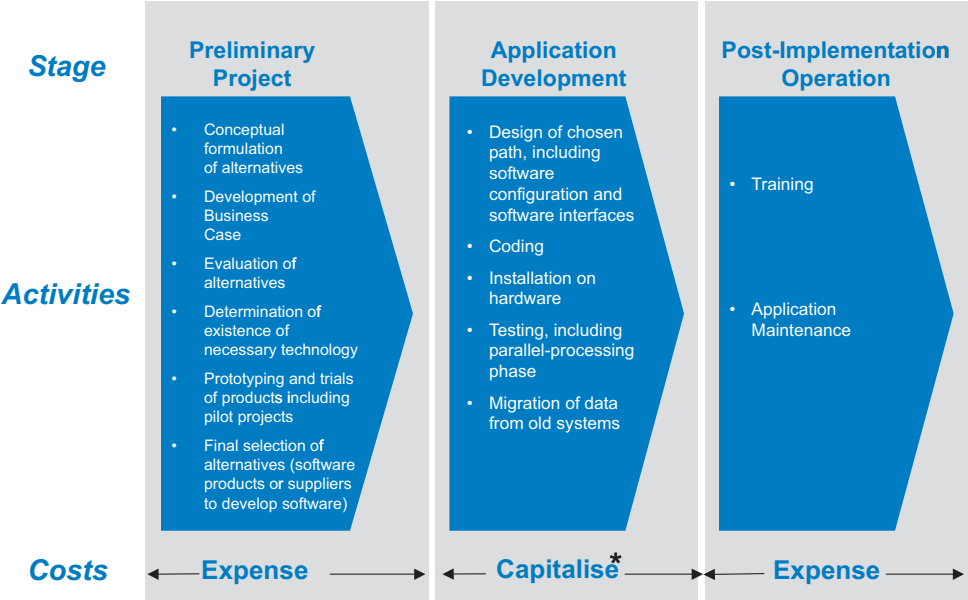 Stage
Preliminary
Project
Application
Development
Post-Implementation
Operation
Activities
• Conceptual
formulation
of alternatives
• Development of
Business
Case
• Evaluation of
alternatives
• Determination of
existence of
necessary technology
• Prototyping and trials
of products including
pilot projects
• Final selection of
alternatives (software
products or suppliers
to develop software)
• Design of chosen
path, including
software
configuration and
software interfaces
• Coding
• Installation on
hardware
• Testing, including
parallel-processing
phase
• Migration of data
from old systems
• Training
• Application
Maintenance
Costs
Expense
Capitalise*
Expense